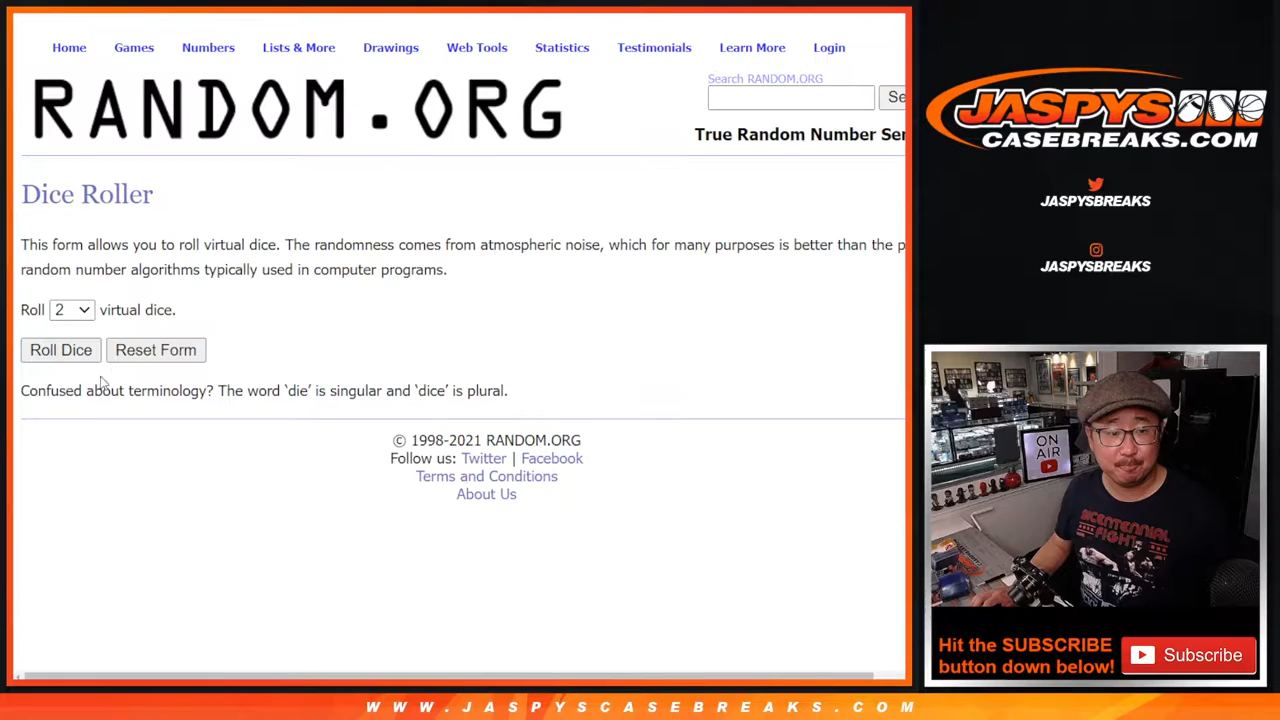 Home Games Numbers Lists & More Drawings Web Tools Statistics Testimonials Learn More Login
RANDOM.ORG
Search RANDOM.ORG
Se
True Random Number Ser
Dice Roller
This form allows you to roll virtual dice. The randomness comes from atmospheric noise, which for many purposes is better than the p
random number algorithms typically used in computer programs.
Roll 2 virtual dice.
Roll Dice Reset Form
Confused about terminology? The word ‘die’ is singular and ‘dice’ is plural.
© 1998-2021 RANDOM.ORG
Follow us: Twitter | Facebook
Terms and Conditions
About Us
JASPYS
CASEBREAKS.COM
JASPYSBREAKS
JASPYSBREAKS
ON
AIR
BICENTENNIAL
FIGHT
Hit the SUBSCRIBE
button down below!
Subscribe
WWW.JASPYSCASEBREAKS.COM